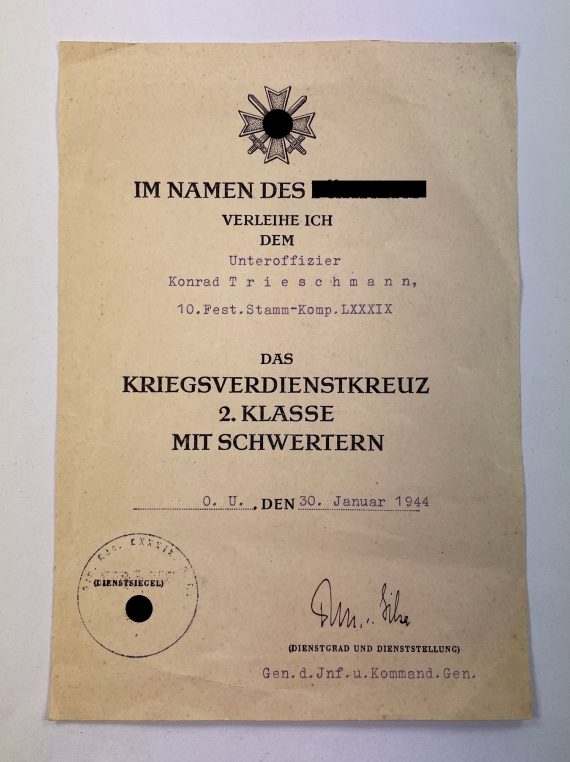 IM NAMEN DES
VERLEIHE ICH
DEM
Unteroffizier
Konrad T r i e s c h m a n n,
10.Fest.Stamm-Komp.LXXXIX
DAS
KRIEGSVERDIENSTKREUZ
2. KLASSE
MIT SCHWERTERN
O. U. , DEN 30. Januar 1944
LXXXIX
(DIENSTSIEGEL)
(DIENSTGRAD UND DIENSTSTELLUNG)
Gen.d.Jnf.u.Kommand.Gen.